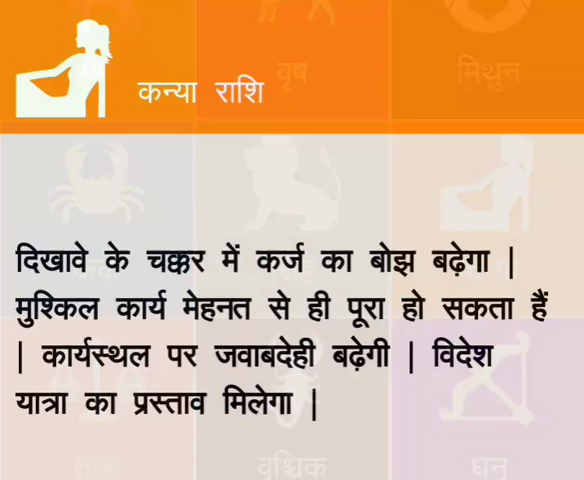 वृष
मिथुन
कन्या राशि
दिखावे के चक्कर में कर्ज का बोझ बढ़ेगा |
मुश्किल कार्य मेहनत से ही पूरा हो सकता हैं
| कार्यस्थल पर जवाबदेही बढ़ेगी | विदेश
यात्रा का प्रस्ताव मिलेगा |
तुला
वृश्चिक
धनु